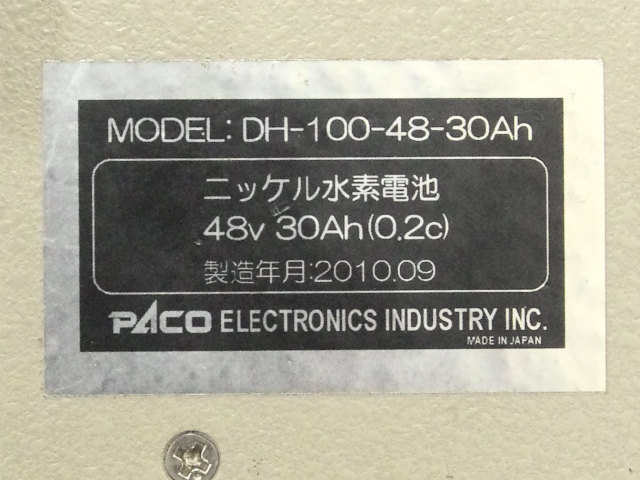 MODEL: DH-100-48-30Ah
ニッケル水素電池
48v 30Ah(0.2c)
製造年月:2010.09
PACO ELECTRONICS INDUSTRY INC.
MADE IN JAPAN